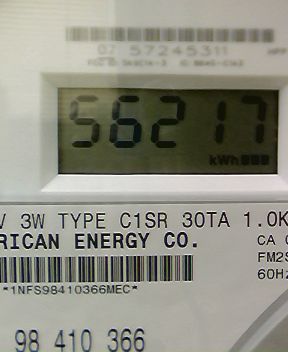 07 57245311
56217
kWh
V 3W TYPE C1SR 30TA 1.0K
RICAN ENERGY CO.
CA
FM2S
60Hz
*1NFS98410366MEC*
98 410 366